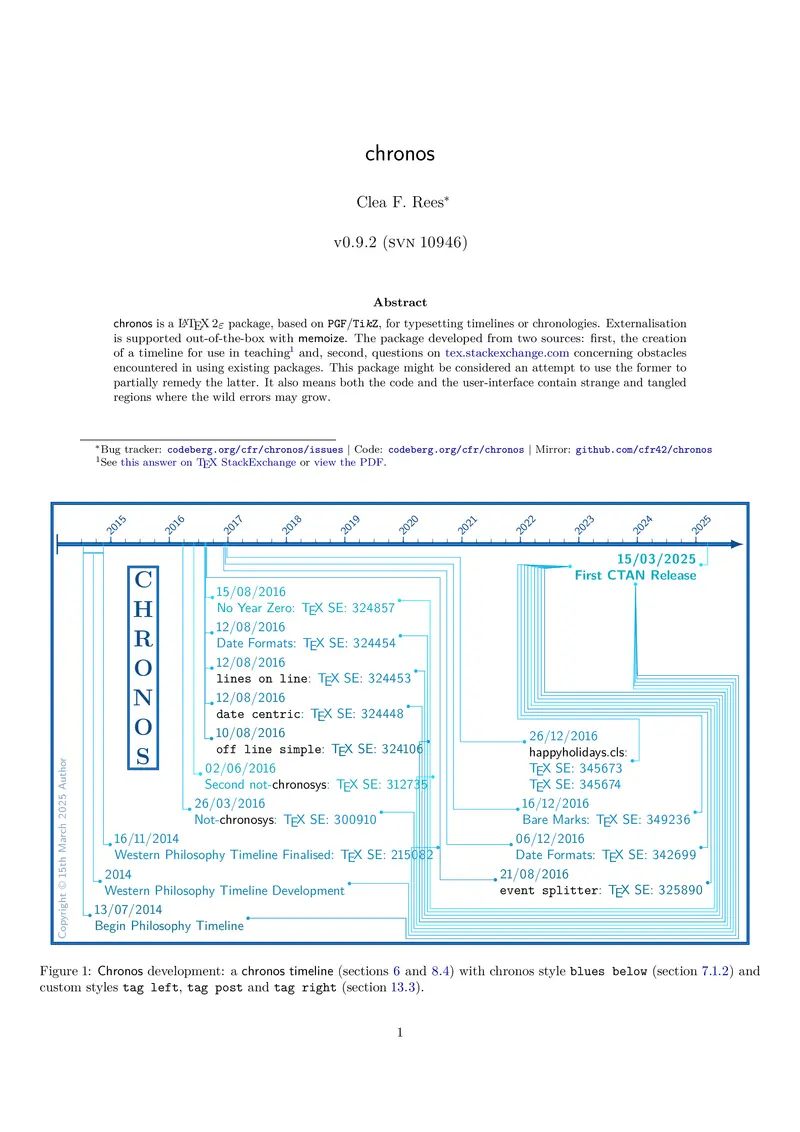 chronos
Clea F. Rees*
v0.9.2 (SVN 10946)
Abstract
chronos is a LATEX 2ε package, based on PGF/TikZ, for typesetting timelines or chronologies. Externalisation
is supported out-of-the-box with memoize. The package developed from two sources: first, the creation
of a timeline for use in teaching¹ and, second, questions on tex.stackexchange.com concerning obstacles
encountered in using existing packages. This package might be considered an attempt to use the former to
partially remedy the latter. It also means both the code and the user-interface contain strange and tangled
regions where the wild errors may grow.
*Bug tracker: codeberg.org/cfr/chronos/issues | Code: codeberg.org/cfr/chronos | Mirror: github.com/cfr42/chronos
¹See this answer on TEX StackExchange or view the PDF.
2015 2016 2017 2018 2019 2020 2021 2022 2023 2024 2025
15/03/2025
First CTAN Release
C
H
R
O
N
O
S
15/08/2016
No Year Zero: TEX SE: 324857
12/08/2016
Date Formats: TEX SE: 324454
12/08/2016
lines on line: TEX SE: 324453
12/08/2016
date centric: TEX SE: 324448
10/08/2016
off line simple: TEX SE: 324106
02/06/2016
Second not-chronosys: TEX SE: 312735
26/03/2016
Not-chronosys: TEX SE: 300910
16/11/2014
Western Philosophy Timeline Finalised: TEX SE: 215082
2014
Western Philosophy Timeline Development
13/07/2014
Begin Philosophy Timeline
26/12/2016
happyholidays.cls:
TEX SE: 345673
TEX SE: 345674
16/12/2016
Bare Marks: TEX SE: 349236
06/12/2016
Date Formats: TEX SE: 342699
21/08/2016
event splitter: TEX SE: 325890
Copyright © 15th March 2025 Author
Figure 1: Chronos development: a chronos timeline (sections 6 and 8.4) with chronos style blues below (section 7.1.2) and
custom styles tag left, tag post and tag right (section 13.3).
1